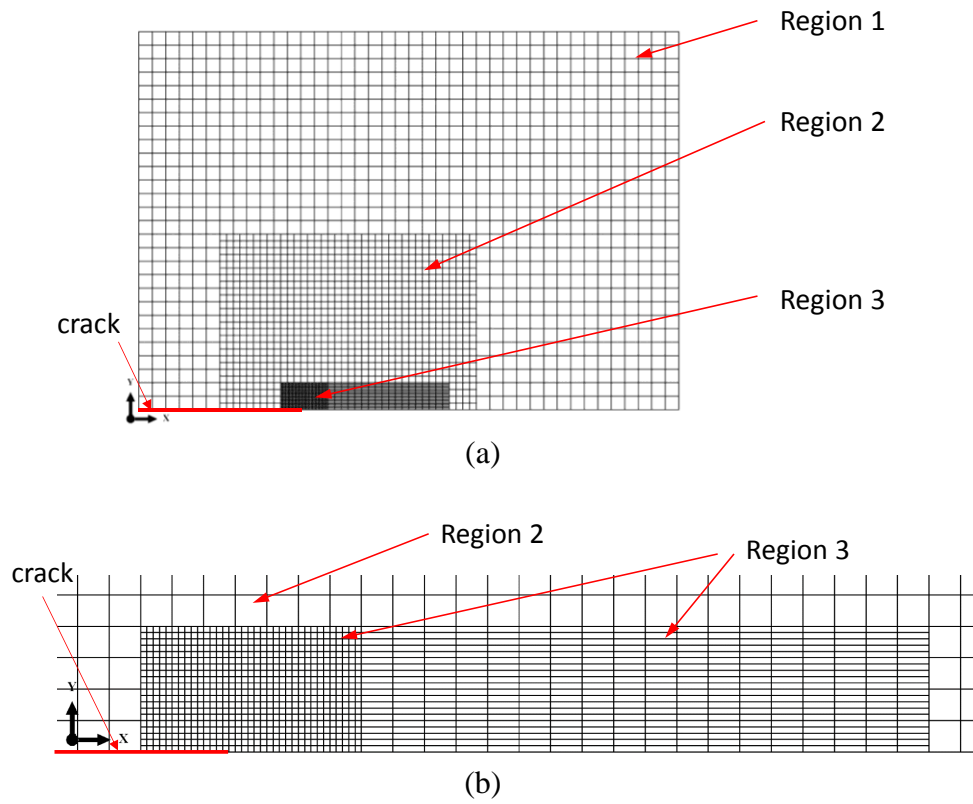 Region 1
Region 2
Region 3
crack
Y
X
(a)
Region 2
Region 3
crack
Y
X
(b)